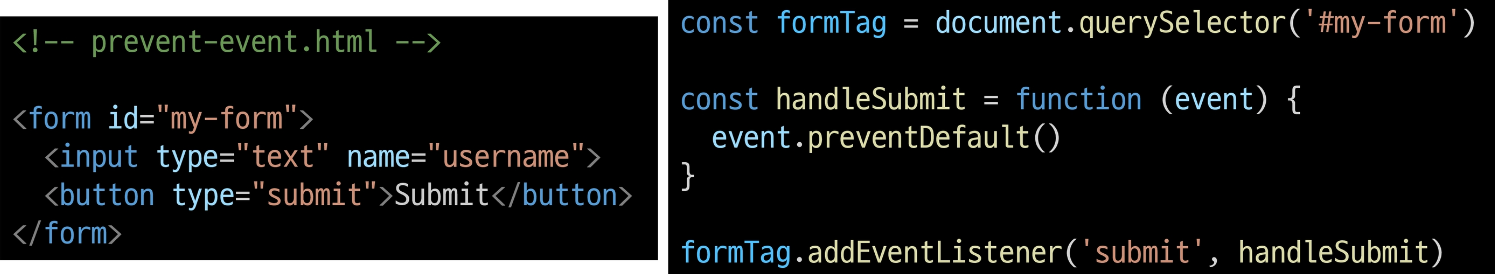 <!-- prevent-event.html -->
<form id="my-form">
<input type="text" name="username">
<button type="submit">Submit</button>
</form>
const formTag = document.querySelector('#my-form')
const handleSubmit = function (event) {
event.preventDefault()
}
formTag.addEventListener('submit', handleSubmit)